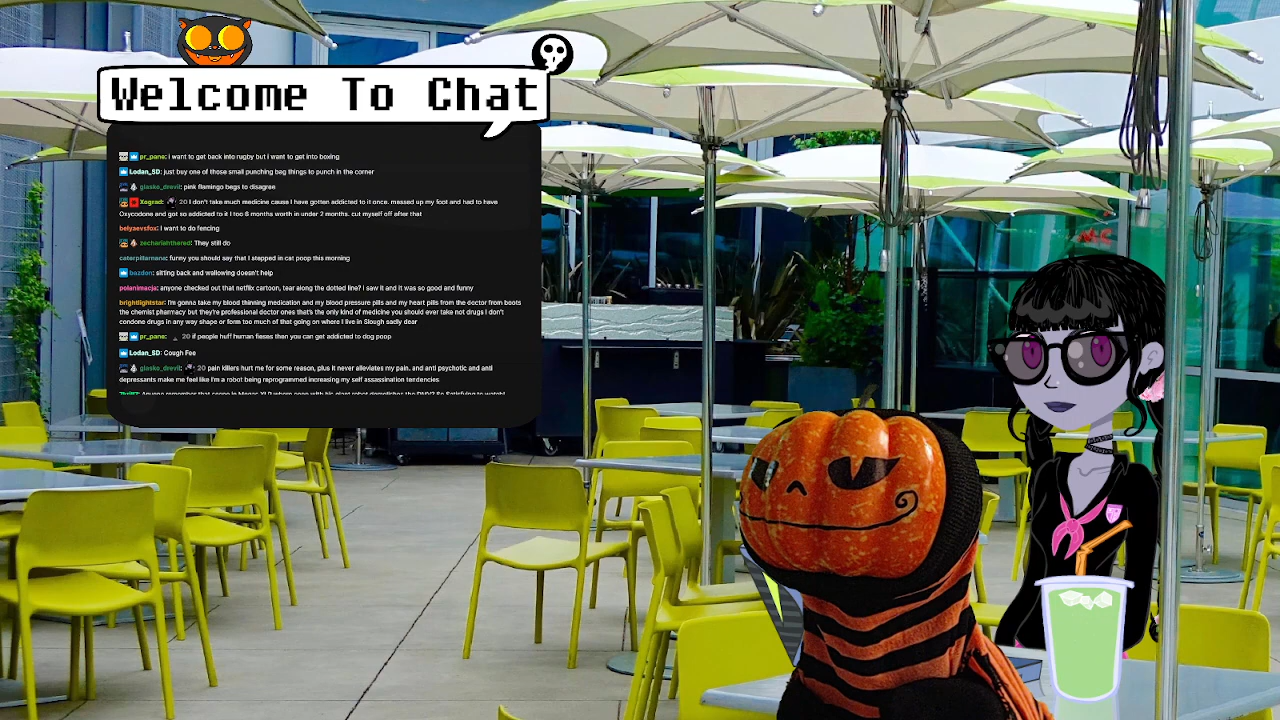 Welcome To Chat
pr_pane: i want to get back into rugby but i want to get into boxing
Lodan_SD: just buy one of those small punching bag things to punch in the corner
glasko_drevil: pink flamingo begs to disagree
Xograd: 20 I don't take much medicine cause I have gotten addicted to it once. messed up my foot and had to have
Oxycodone and got so addicted to it I too 6 months worth in under 2 months. cut myself off after that
belyaevsfox: I want to do fencing
zechariahthered: They still do
caterpillarmana: funny you should say that I stepped in cat poop this morning
bazdon: sitting back and wallowing doesn't help
polanimacja: anyone checked out that netflix cartoon, tear along the dotted line? i saw it and it was so good and funny
brightlightstar: I'm gonna take my blood thinning medication and my blood pressure pills and my heart pills from the doctor from boots
the chemist pharmacy but they're professional doctor ones that's the only kind of medicine you should ever take not drugs I don't
condone drugs in any way shape or form too much of that going on where I live in Slough sadly dear
pr_pane: 20 if people huff human fieses then you can get addicted to dog poop
Lodan_SD: Cough Fee
glasko_drevil: 20 pain killers hurt me for some reason, plus it never alleviates my pain. and anti psychotic and anti
depressants make me feel like I'm a robot being reprogrammed increasing my self assassination tendencies